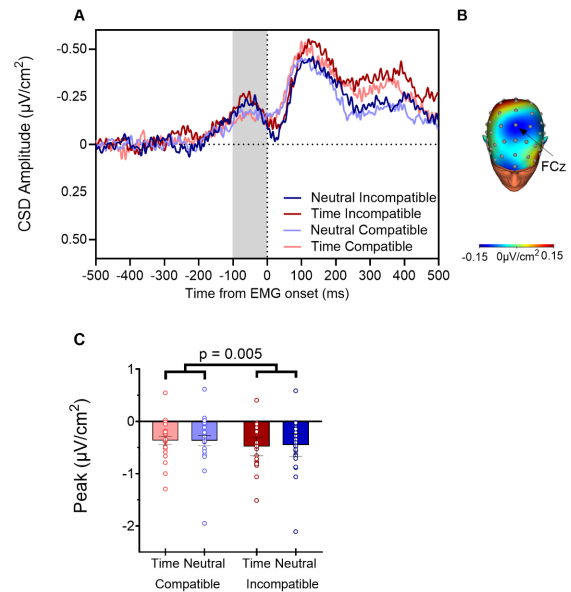 A
B
-0.50
-0.25
0
0.25
0.50
CSD Amplitude (μV/cm²)
Neutral Incompatible
Time Incompatible
Neutral Compatible
Time Compatible
-500 -400 -300 -200 -100 0 100 200 300 400 500
Time from EMG onset (ms)
FCz
-0.15 0μV/cm² 0.15
C
p = 0.005
1
0
-1
-2
Peak (μV/cm²)
Time Neutral Time Neutral
Compatible Incompatible